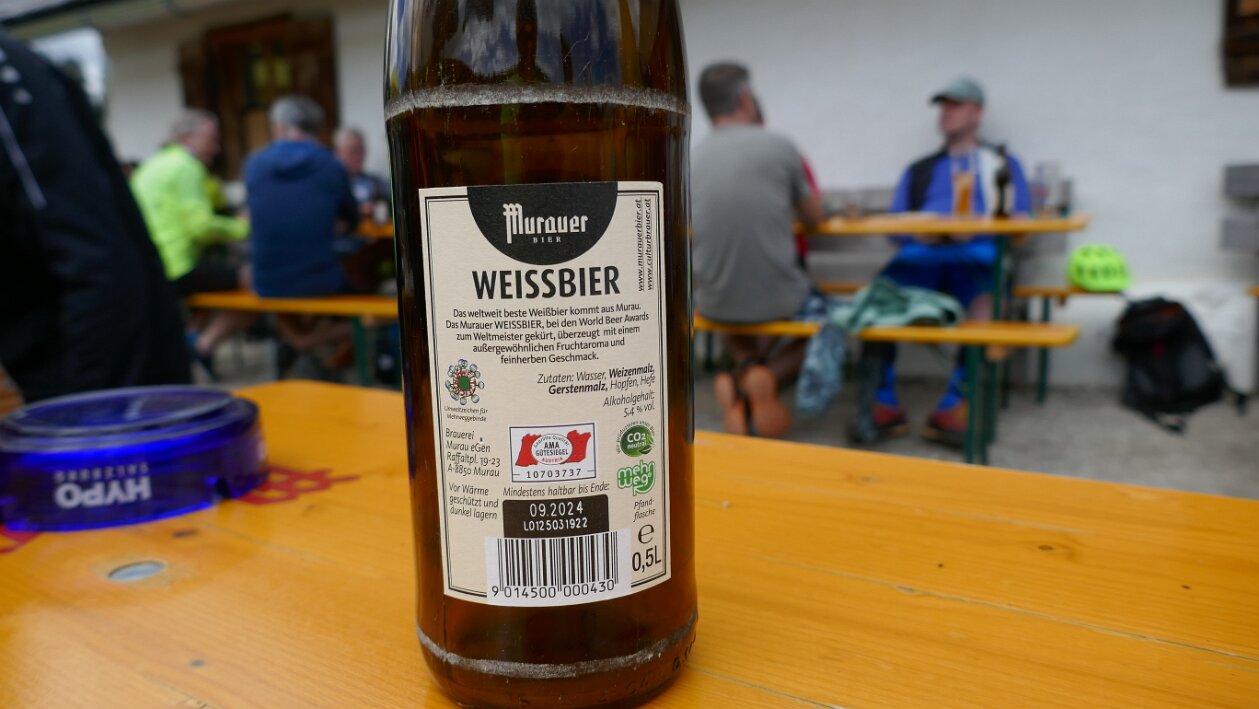 Murauer
BIER
www.murauerbier.at
www.culturbrauer.at
WEISSBIER
Das weltweit beste Weißbier kommt aus Murau.
Das Murauer WEISSBIER, bei den World Beer Awards
zum Weltmeister gekürt, überzeugt mit einem
außergewöhnlichen Fruchtaroma und
feinherben Geschmack.
Zutaten: Wasser, Weizenmalz,
Gerstenmalz, Hopfen, Hefe
Alkoholgehalt:
5,4 % vol.
Umweltzeichen für
Mehrweggebinde
Brauerei
Murau eGen
Raffaltpl. 19-23
A-8850 Murau
AMA
GÜTESIEGEL
AUSTRIA
10703737
CO2
neutral
mehr
weg
Pfand-
flasche
Vor Wärme
geschützt und
dunkel lagern
Mindestens haltbar bis Ende:
09.2024
L0125031922
e
0,5L
9 014500 000430
HYPO
SALZBURG